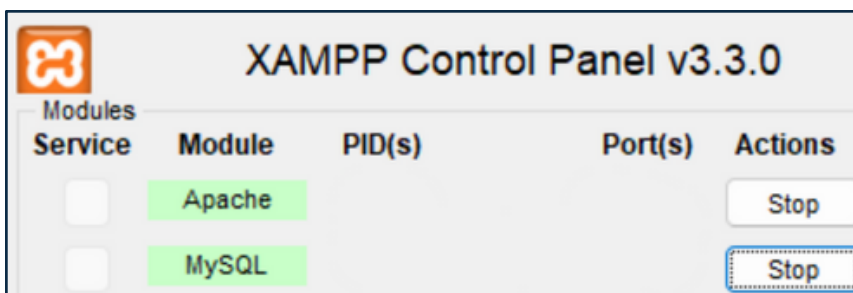 XAMPP Control Panel v3.3.0
Modules
Service Module PID(s) Port(s) Actions
Apache Stop
MySQL Stop